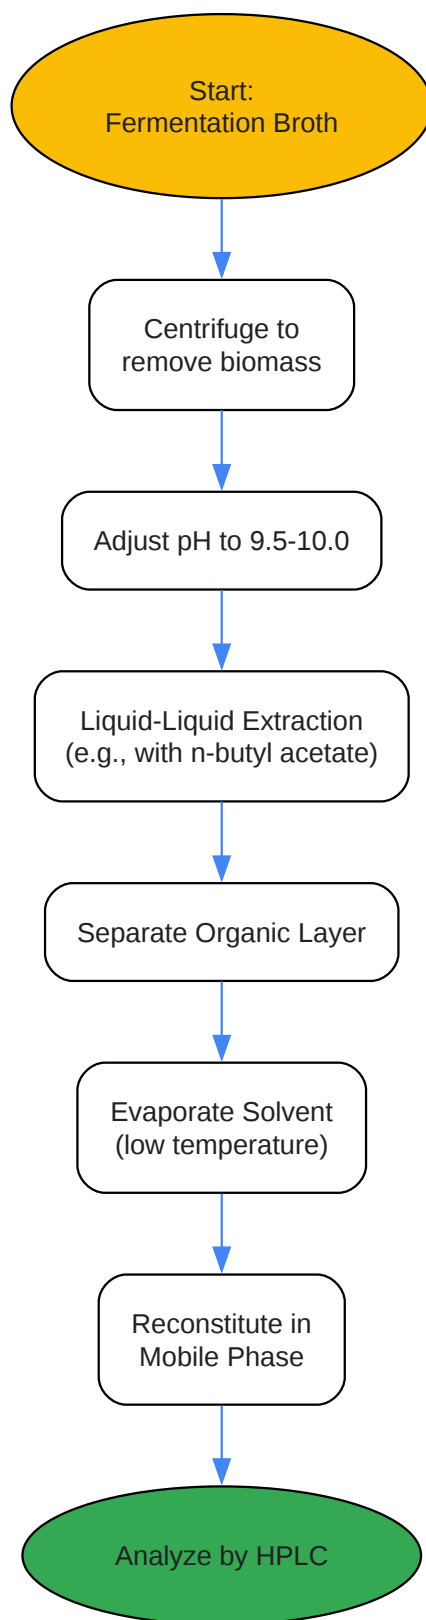 Start:
Fermentation Broth
Centrifuge to
remove biomass
Adjust pH to 9.5-10.0
Liquid-Liquid Extraction
(e.g., with n-butyl acetate)
Separate Organic Layer
Evaporate Solvent
(low temperature)
Reconstitute in
Mobile Phase
Analyze by HPLC